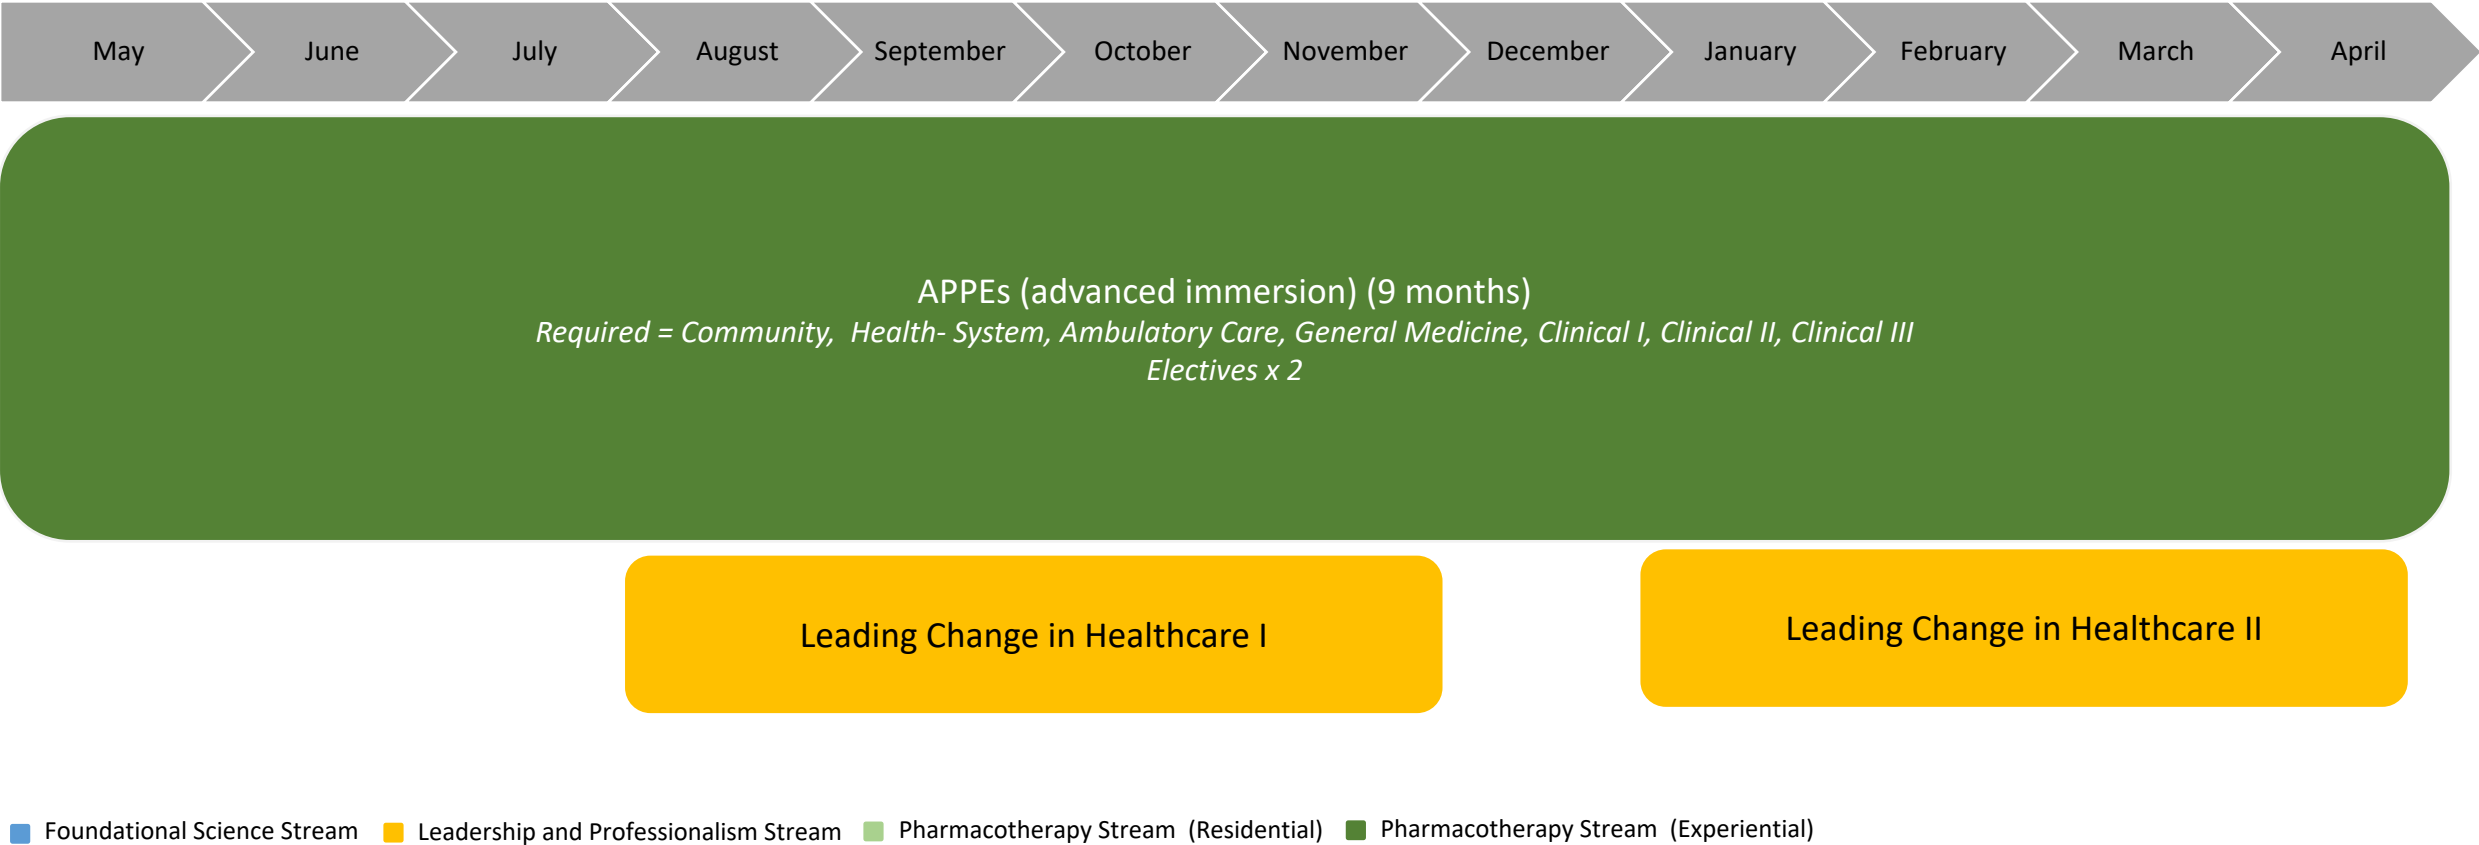 May June July August September October November December January February March April
APPEs (advanced immersion) (9 months)
Required = Community, Health- System, Ambulatory Care, General Medicine, Clinical I, Clinical II, Clinical III
Electives x 2
Leading Change in Healthcare I
Leading Change in Healthcare II
Foundational Science Stream Leadership and Professionalism Stream Pharmacotherapy Stream (Residential) Pharmacotherapy Stream (Experiential)